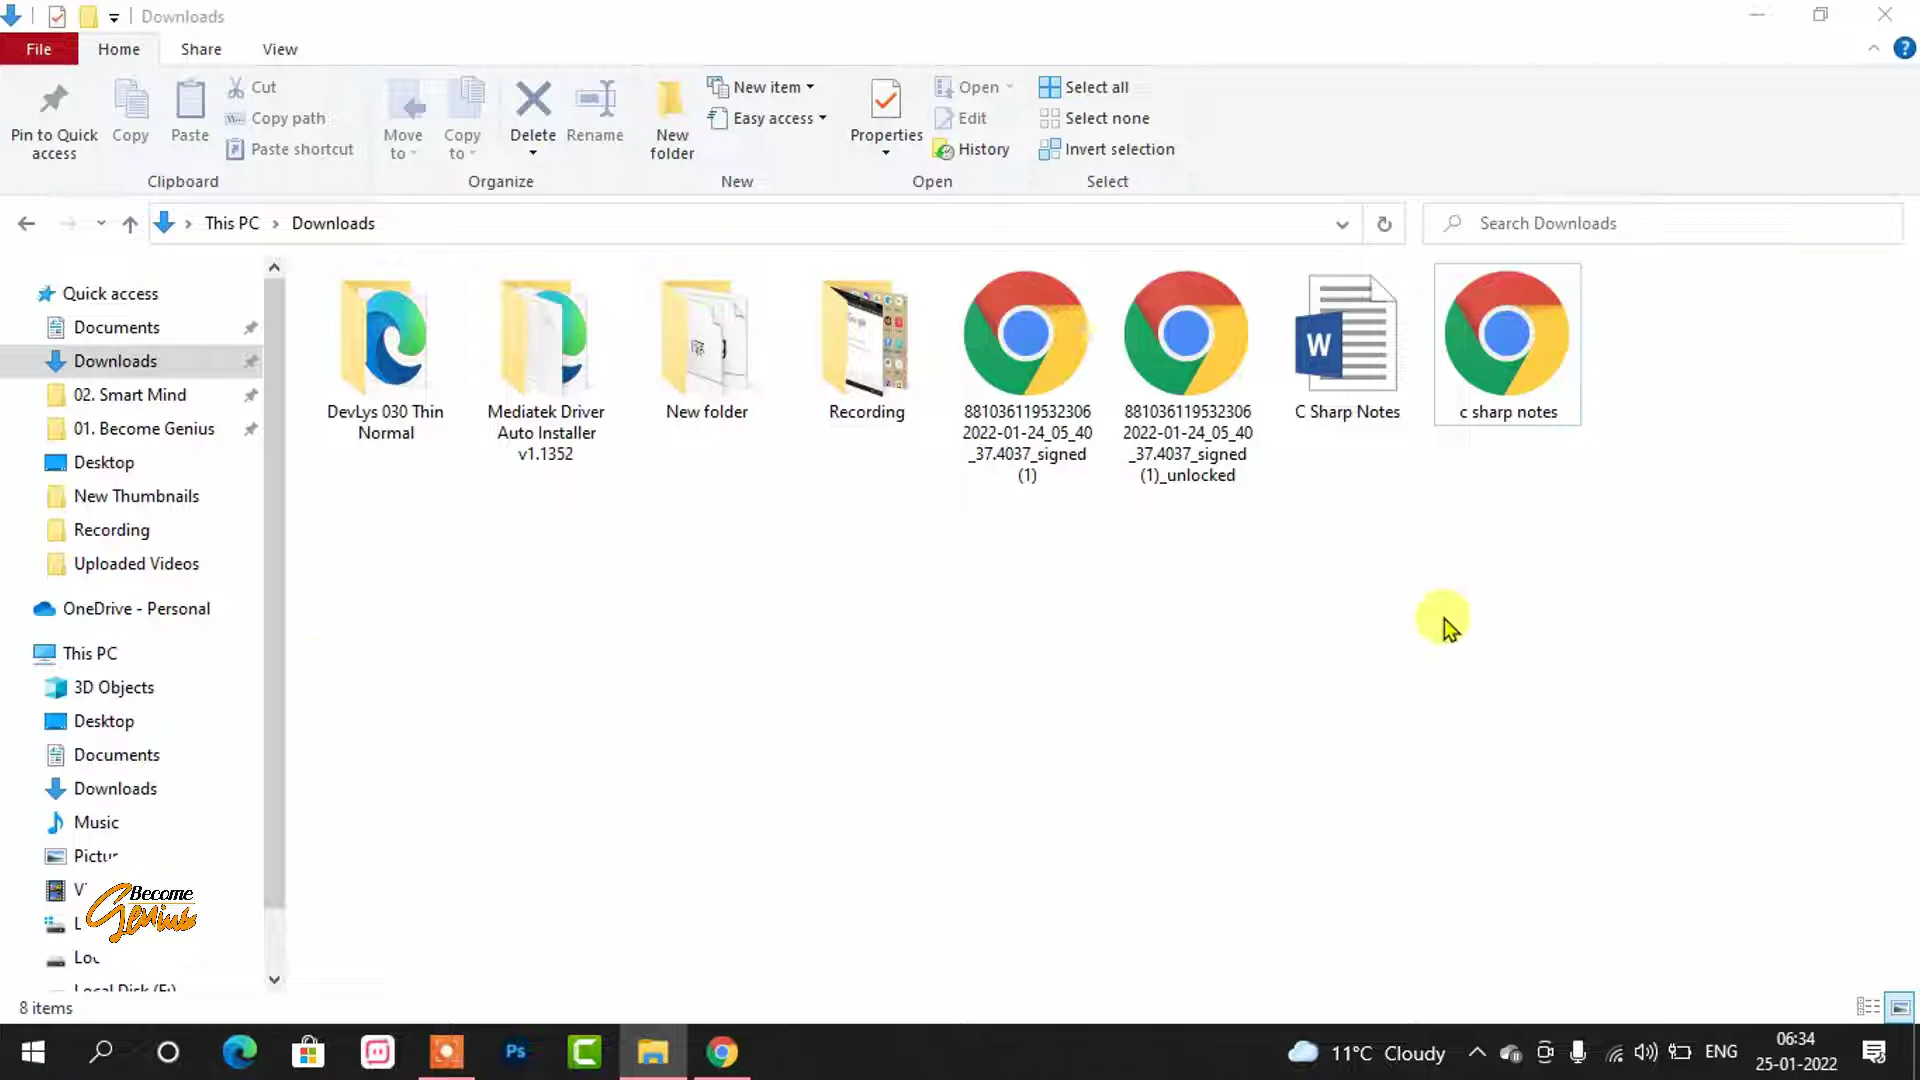 Downloads
File Home Share View
Pin to Quick access
Copy
Paste
Cut
Copy path
Paste shortcut
Clipboard
Move to
Copy to
Delete
Rename
Organize
New folder
New item
Easy access
New
Properties
Open
Edit
History
Open
Select all
Select none
Invert selection
Select
This PC > Downloads
Search Downloads
Quick access
Documents
Downloads
02. Smart Mind
01. Become Genius
Desktop
New Thumbnails
Recording
Uploaded Videos
OneDrive - Personal
This PC
3D Objects
Desktop
Documents
Downloads
Music
Become
Genius
DevLys 030 Thin
Normal
Mediatek Driver
Auto Installer
v1.1352
New folder
Recording
881036119532306
2022-01-24_05_40
_37.4037_signed
(1)
881036119532306
2022-01-24_05_40
_37.4037_signed
(1)_unlocked
W
C Sharp Notes
c sharp notes
8 items
Ps
11°C Cloudy
ENG
06:34
25-01-2022